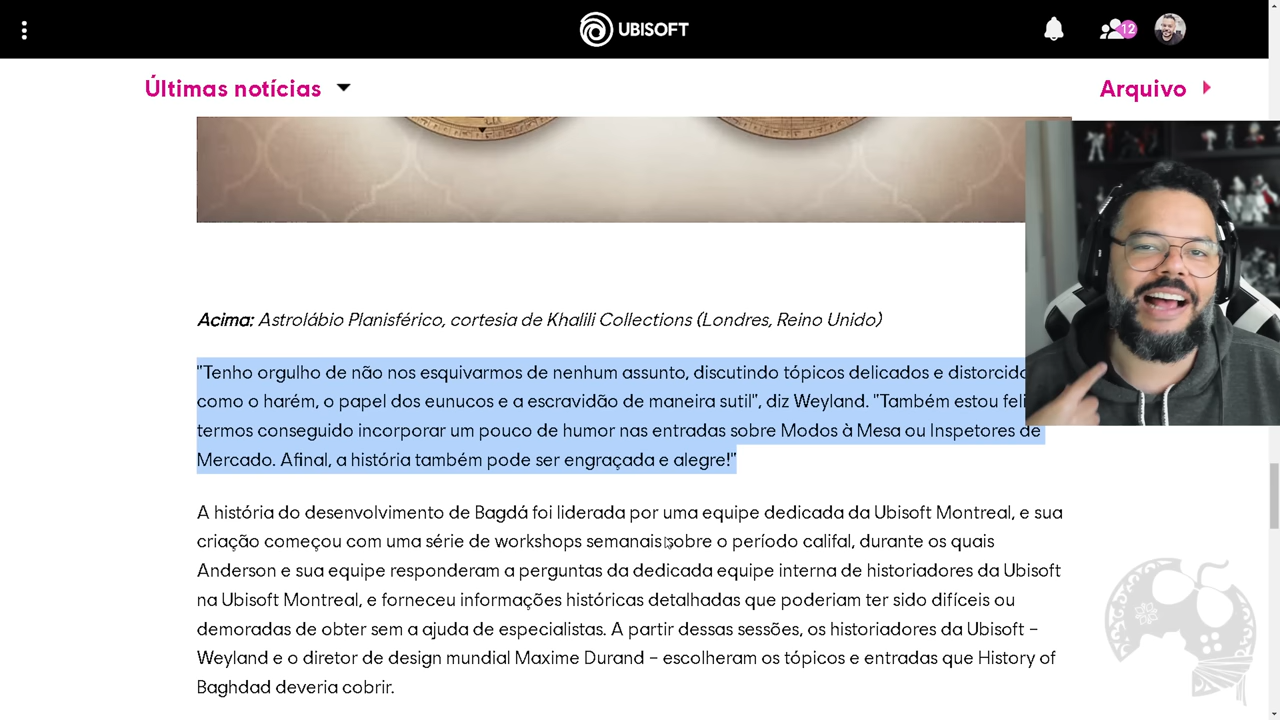 UBISOFT
12
Últimas notícias
Arquivo
Acima: Astrolábio Planisférico, cortesia de Khalili Collections (Londres, Reino Unido)
"Tenho orgulho de não nos esquivarmos de nenhum assunto, discutindo tópicos delicados e
como o harém, o papel dos eunucos e a escravidão de maneira sutil", diz Weyland. "Também estou
termos conseguido incorporar um pouco de humor nas entradas sobre Modos à Mesa ou Inspetores de
Mercado. Afinal, a história também pode ser engraçada e alegre!"
A história do desenvolvimento de Bagdá foi liderada por uma equipe dedicada da Ubisoft Montreal, e sua
criação começou com uma série de workshops semanais sobre o período califal, durante os quais
Anderson e sua equipe responderam a perguntas da dedicada equipe interna de historiadores da Ubisoft
na Ubisoft Montreal, e forneceu informações históricas detalhadas que poderiam ter sido difíceis ou
demoradas de obter sem a ajuda de especialistas. A partir dessas sessões, os historiadores da Ubisoft –
Weyland e o diretor de design mundial Maxime Durand – escolheram os tópicos e entradas que History of
Baghdad deveria cobrir.